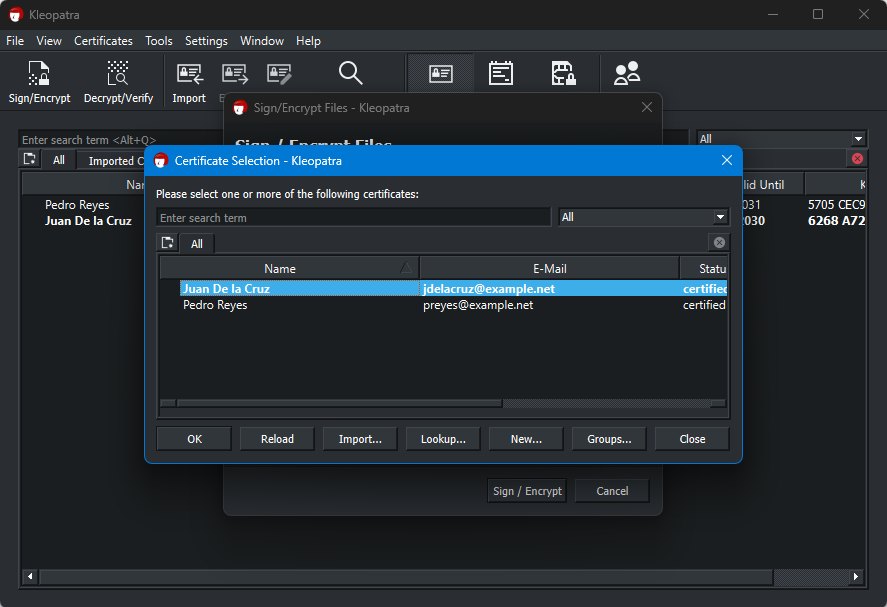 Kleopatra
File View Certificates Tools Settings Window Help
Sign/Encrypt Decrypt/Verify Import
Sign/Encrypt Files - Kleopatra
Sign / Encrypt Files
Enter search term <Alt+Q> All
All Imported C
Nar lid Until K
Pedro Reyes 031 5705 CEC9
Juan De la Cruz 030 6268 A72
Certificate Selection - Kleopatra
Please select one or more of the following certificates:
Enter search term All
All
Name E-Mail Statu
Juan De la Cruz jdelacruz@example.net certified
Pedro Reyes preyes@example.net certified
OK Reload Import... Lookup... New... Groups... Close
Sign / Encrypt Cancel